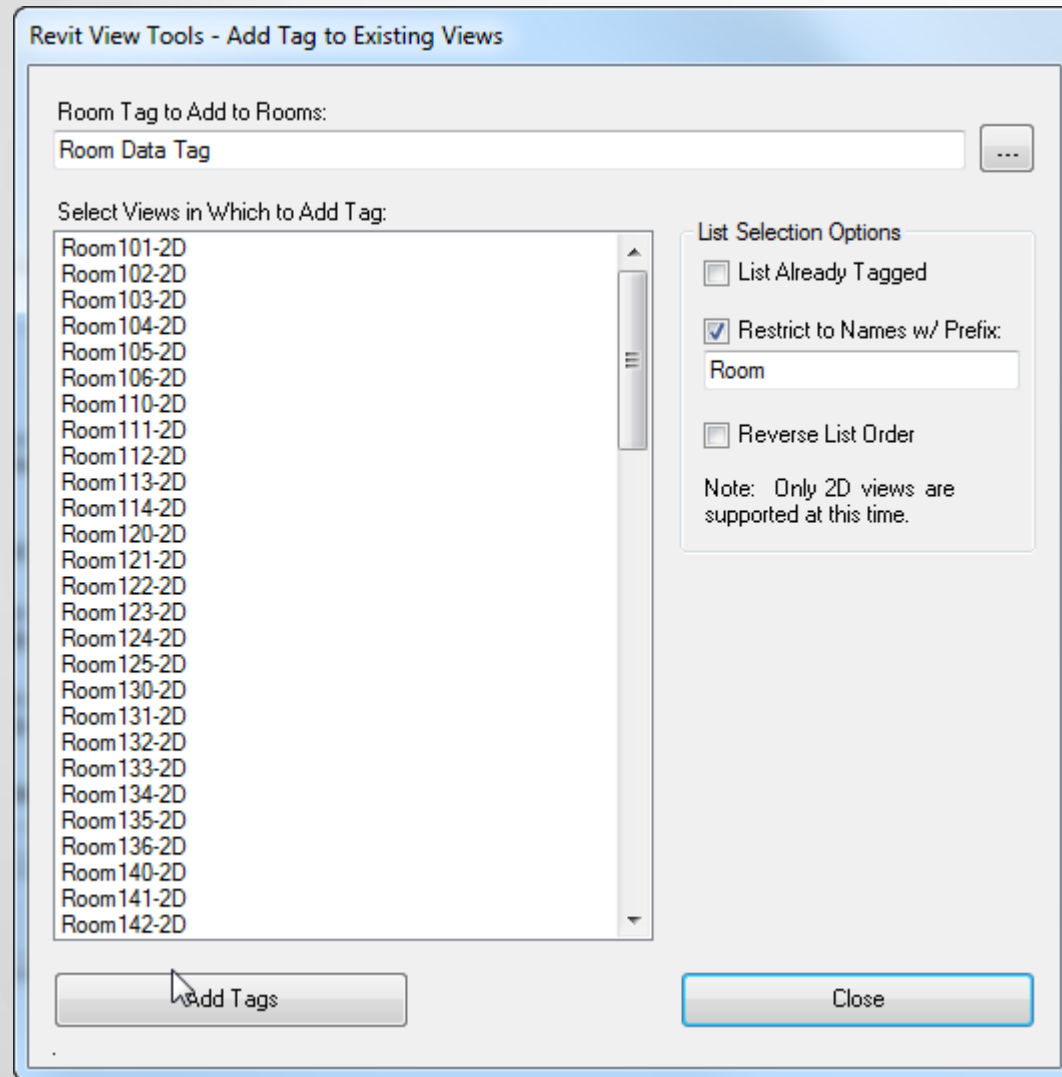 Revit View Tools - Add Tag to Existing Views
Room Tag to Add to Rooms:
Room Data Tag
...
Select Views in Which to Add Tag:
Room101-2D
Room102-2D
Room103-2D
Room104-2D
Room105-2D
Room106-2D
Room110-2D
Room111-2D
Room112-2D
Room113-2D
Room114-2D
Room120-2D
Room121-2D
Room122-2D
Room123-2D
Room124-2D
Room125-2D
Room130-2D
Room131-2D
Room132-2D
Room133-2D
Room134-2D
Room135-2D
Room136-2D
Room140-2D
Room141-2D
Room142-2D
List Selection Options
List Already Tagged
Restrict to Names w/ Prefix:
Room
Reverse List Order
Note: Only 2D views are
supported at this time.
Add Tags
Close
.